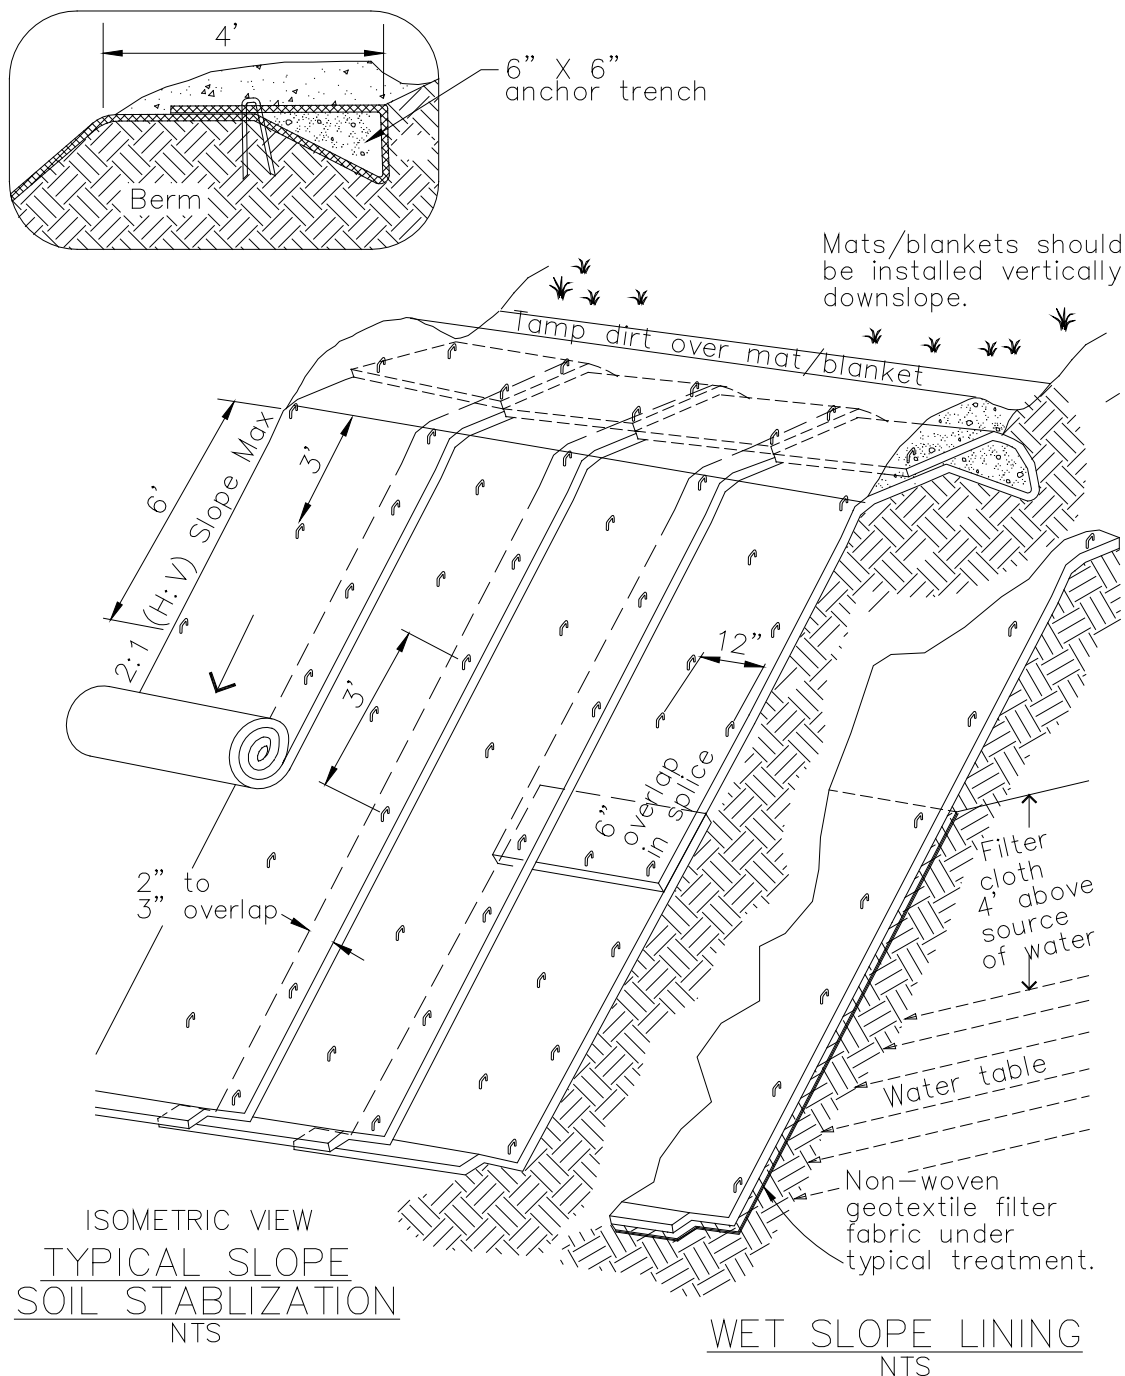 4'
6" X 6"
anchor trench
Berm
Mats/blankets should
be installed vertically
downslope.
Tamp dirt over mat/blanket
6'
2:1 (H:V) Slope Max
3'
3'
12"
6"
overlap
in splice
2" to
3" overlap
Filter
cloth
4' above
source
of water
Water table
Non-woven
geotextile filter
fabric under
typical treatment.
ISOMETRIC VIEW
TYPICAL SLOPE
SOIL STABLIZATION
NTS
WET SLOPE LINING
NTS